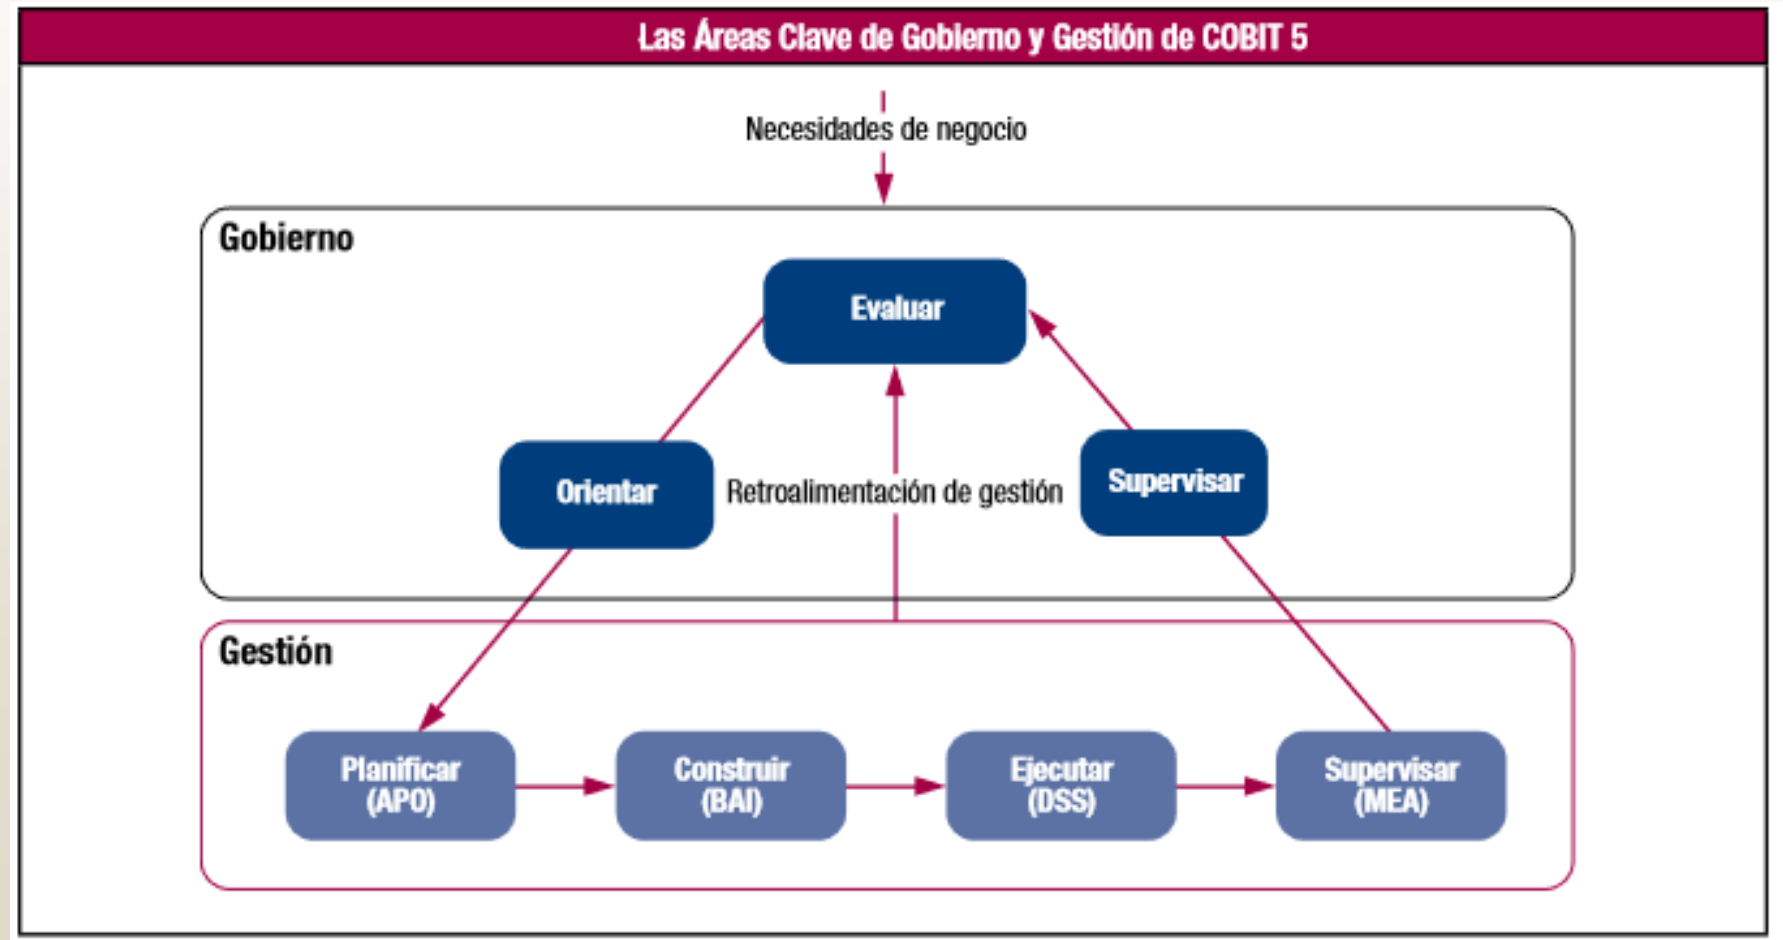 Las Áreas Clave de Gobierno y Gestión de COBIT 5
Necesidades de negocio
Gobierno
Evaluar
Orientar
Retroalimentación de gestión
Supervisar
Gestión
Planificar
(APO)
Construir
(BAI)
Ejecutar
(DSS)
Supervisar
(MEA)